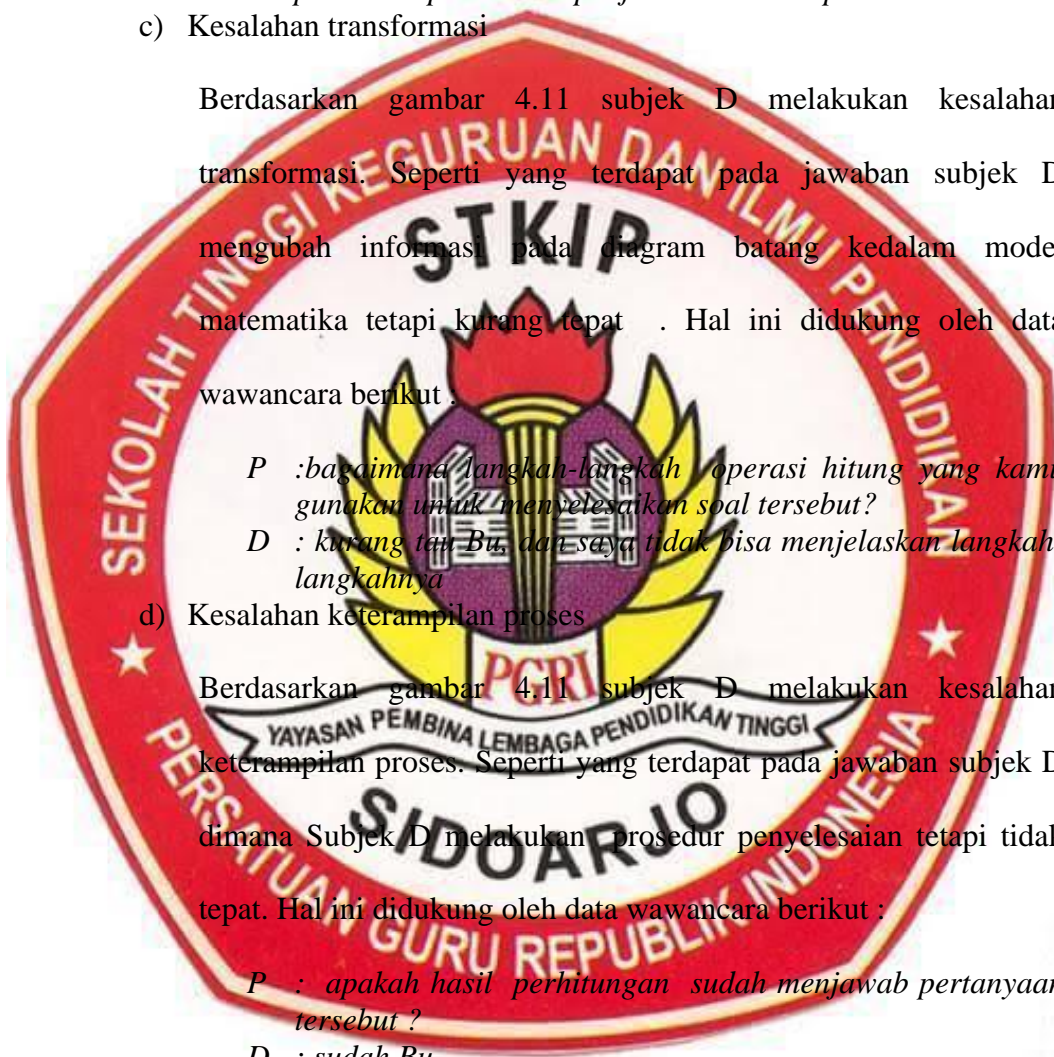 c) Kesalahan transformasi
Berdasarkan gambar 4.11 subjek D melakukan kesalahan
transformasi. Seperti yang terdapat pada jawaban subjek D
mengubah informasi pada diagram batang kedalam mode
matematika tetapi kurang tepat . Hal ini didukung oleh data
wawancara berikut :
P :bagaimana langkah-langkah operasi hitung yang kamu
gunakan untuk menyelesaikan soal tersebut?
D : kurang tau Bu, dan saya tidak bisa menjelaskan langkah-
langkahnya
d) Kesalahan keterampilan proses
Berdasarkan gambar 4.11 subjek D melakukan kesalahan
keterampilan proses. Seperti yang terdapat pada jawaban subjek D
dimana Subjek D melakukan prosedur penyelesaian tetapi tidak
tepat. Hal ini didukung oleh data wawancara berikut :
P : apakah hasil perhitungan sudah menjawab pertanyaan
tersebut ?
D : sudah Bu
SEKOLAH TINGGI KEGURUAN DAN ILMU PENDIDIKAN
STKIP
PGRI
YAYASAN PEMBINA LEMBAGA PENDIDIKAN TINGGI
SIDOARJO
PERSATUAN GURU REPUBLIK INDONESIA